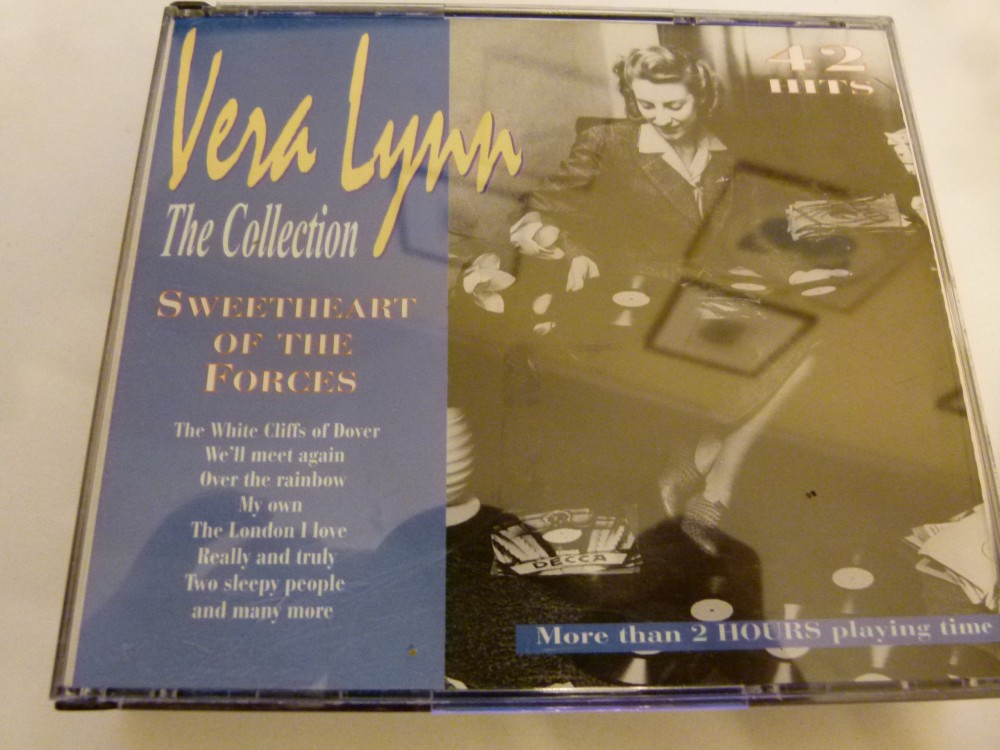 Vera Lynn
The Collection
SWEETHEART
OF THE
FORCES
The White Cliffs of Dover
We'll meet again
Over the rainbow
My own
The London I love
Really and truly
Two sleepy people
and many more
42
HITS
DECCA
More than 2 HOURS playing time